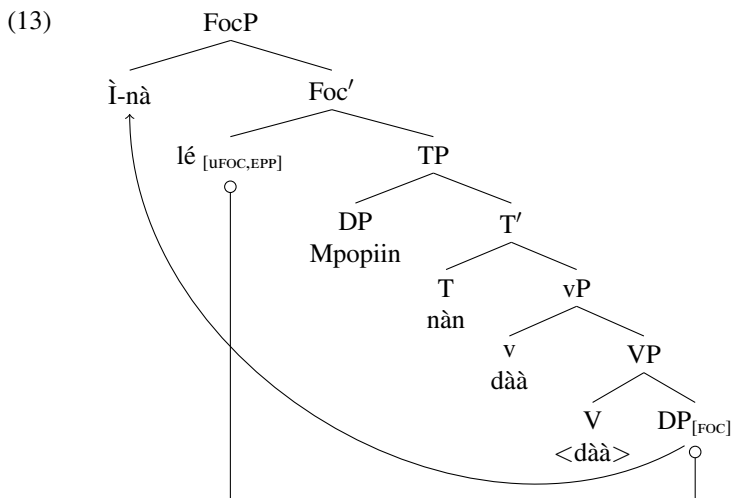 (13)
FocP
Ì-nà Foc′
lé [uFOC,EPP] TP
DP T′
Mpopiin
T vP
nàn
v VP
dàà
V DP[FOC]
<dàà>